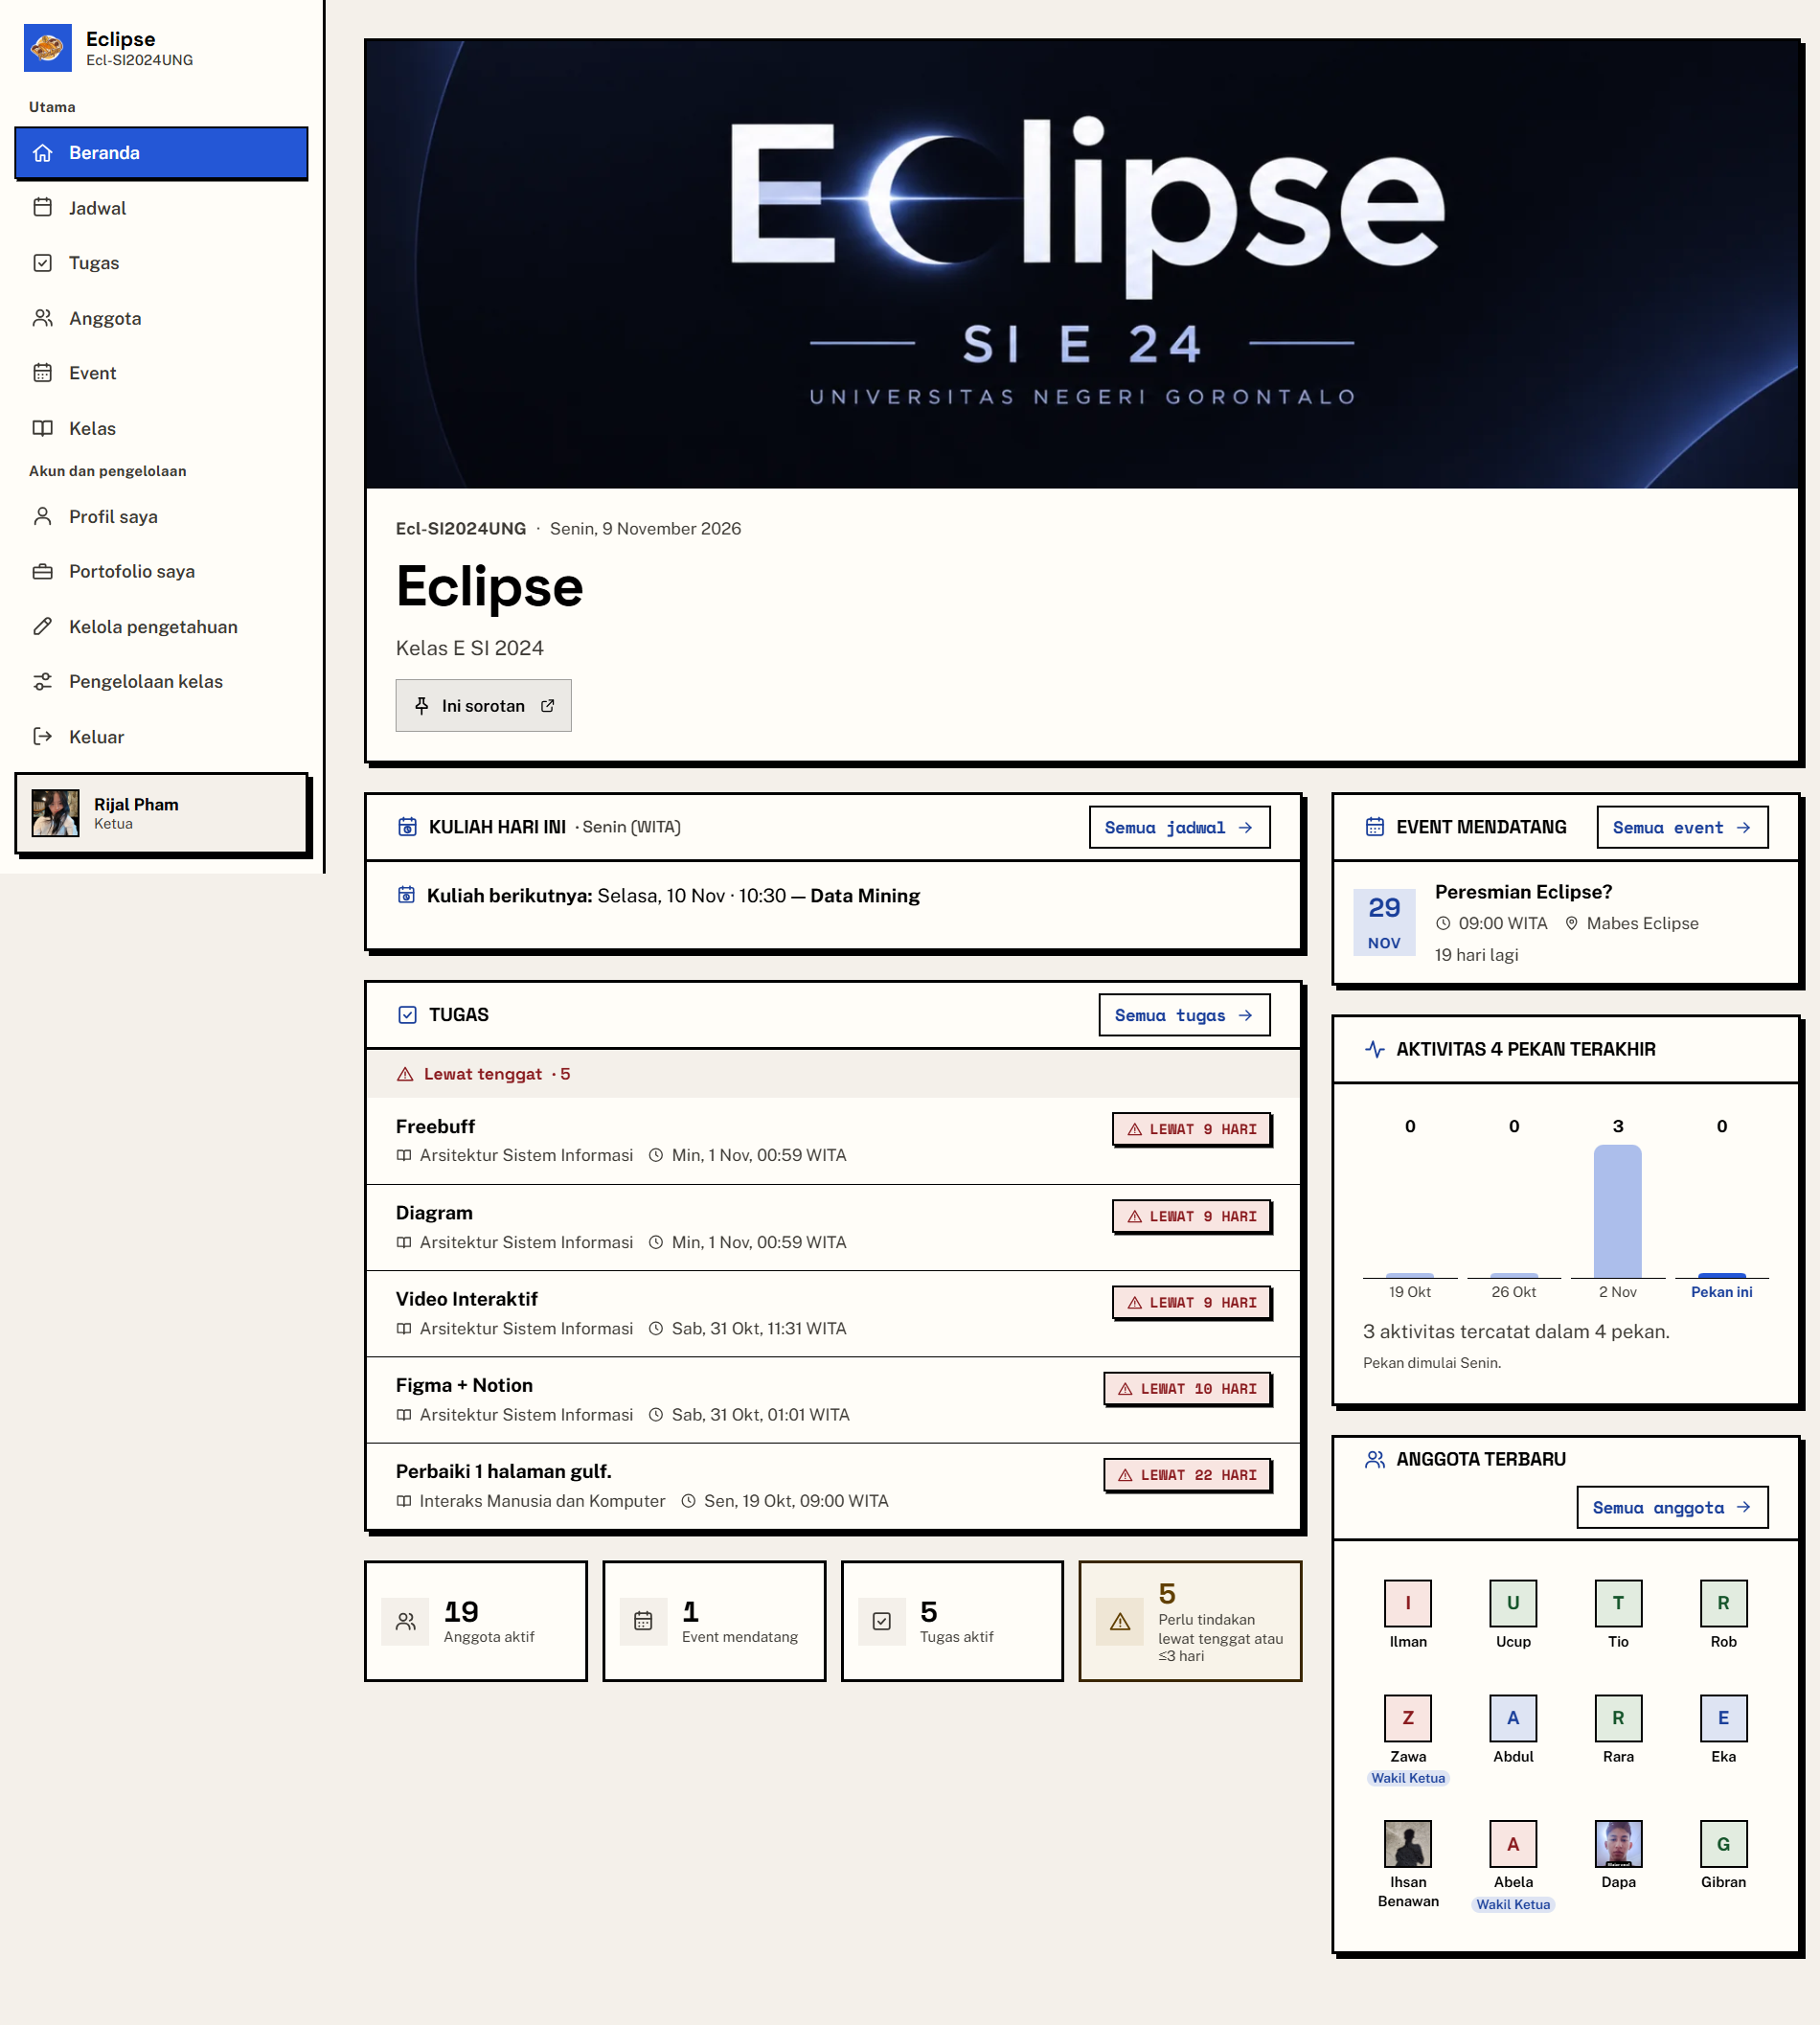 Eclipse
Ecl-SI2024UNG
Utama
Beranda
Jadwal
Tugas
Anggota
Event
Kelas
Akun dan pengelolaan
Profil saya
Portofolio saya
Kelola pengetahuan
Pengelolaan kelas
Keluar
Rijal Pham
Ketua
Eclipse
SI E 24
UNIVERSITAS NEGERI GORONTALO
Ecl-SI2024UNG · Senin, 9 November 2026
Eclipse
Kelas E SI 2024
Ini sorotan
KULIAH HARI INI · Senin (WITA)
Semua jadwal →
Kuliah berikutnya: Selasa, 10 Nov · 10:30 — Data Mining
TUGAS
Semua tugas →
Lewat tenggat · 5
Freebuff
LEWAT 9 HARI
Arsitektur Sistem Informasi Min, 1 Nov, 00:59 WITA
Diagram
LEWAT 9 HARI
Arsitektur Sistem Informasi Min, 1 Nov, 00:59 WITA
Video Interaktif
LEWAT 9 HARI
Arsitektur Sistem Informasi Sab, 31 Okt, 11:31 WITA
Figma + Notion
LEWAT 10 HARI
Arsitektur Sistem Informasi Sab, 31 Okt, 01:01 WITA
Perbaiki 1 halaman gulf.
LEWAT 22 HARI
Interaks Manusia dan Komputer Sen, 19 Okt, 09:00 WITA
19
Anggota aktif
1
Event mendatang
5
Tugas aktif
5
Perlu tindakan
lewat tenggat atau
≤3 hari
EVENT MENDATANG
Semua event →
29
NOV
Peresmian Eclipse?
09:00 WITA Mabes Eclipse
19 hari lagi
AKTIVITAS 4 PEKAN TERAKHIR
0 0 3 0
19 Okt 26 Okt 2 Nov Pekan ini
3 aktivitas tercatat dalam 4 pekan.
Pekan dimulai Senin.
ANGGOTA TERBARU
Semua anggota →
I U T R
Ilman Ucup Tio Rob
Z A R E
Zawa Abdul Rara Eka
Wakil Ketua
A G
Ihsan Benawan Abela Dapa Gibran
Wakil Ketua